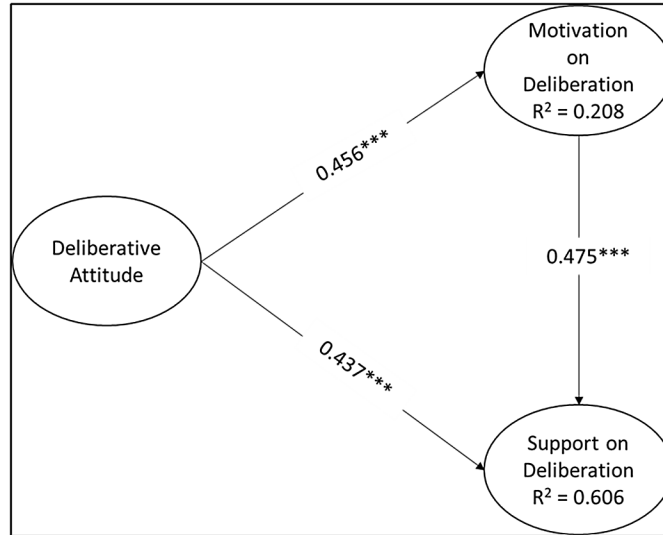 Motivation
on
Deliberation
R² = 0.208
0.456***
Deliberative
Attitude
0.475***
0.437***
Support on
Deliberation
R² = 0.606